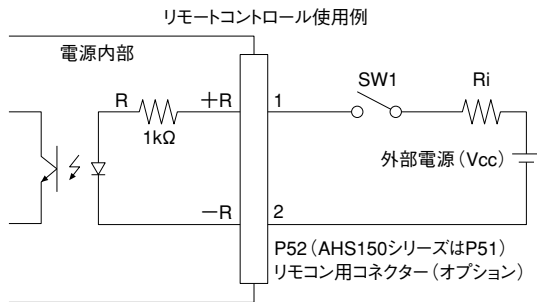 リモートコントロール使用例
電源内部
SW1
Ri
R
＋R
1
1kΩ
外部電源（Vcc）
－R
2
P52（AHS150シリーズはP51）
リモコン用コネクター（オプション）